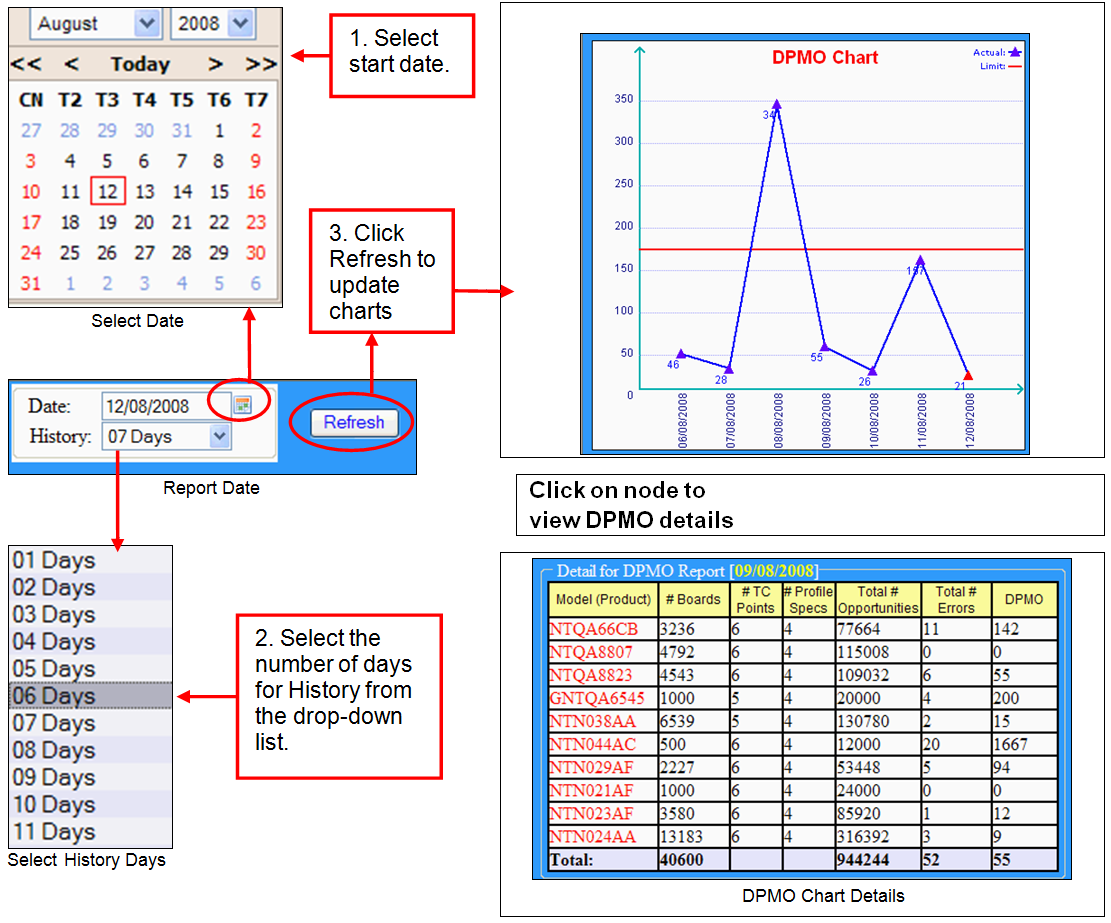 August 2008
<< < Today > >>
CN T2 T3 T4 T5 T6 T7
27 28 29 30 31 1 2
3 4 5 6 7 8 9
10 11 12 13 14 15 16
17 18 19 20 21 22 23
24 25 26 27 28 29 30
31 1 2 3 4 5 6
Select Date
1. Select
start date.
3. Click
Refresh to
update
charts
Date: 12/08/2008
History: 07 Days
Refresh
Report Date
01 Days
02 Days
03 Days
04 Days
05 Days
06 Days
07 Days
08 Days
09 Days
10 Days
11 Days
Select History Days
2. Select the
number of days
for History from
the drop-down
list.
DPMO Chart
Actual:
Limit:
350
300
250
200
150
100
50
0
46
28
55
26
157
21
06/08/2008
07/08/2008
08/08/2008
09/08/2008
10/08/2008
11/08/2008
12/08/2008
Click on node to
view DPMO details
Detail for DPMO Report [09/08/2008]
Model (Product) # Boards # TC Points # Profile Specs Total # Opportunities Total # Errors DPMO
NTQA66CB 3236 6 4 77664 11 142
NTQA8807 4792 6 4 115008 0 0
NTQA8823 4543 6 4 109032 6 55
GNTQA6545 1000 5 4 20000 4 200
NTN038AA 6539 5 4 130780 2 15
NTN044AC 500 6 4 12000 20 1667
NTN029AF 2227 6 4 53448 5 94
NTN021AF 1000 6 4 24000 0 0
NTN023AF 3580 6 4 85920 1 12
NTN024AA 13183 6 4 316392 3 9
Total: 40600 944244 52 55
DPMO Chart Details